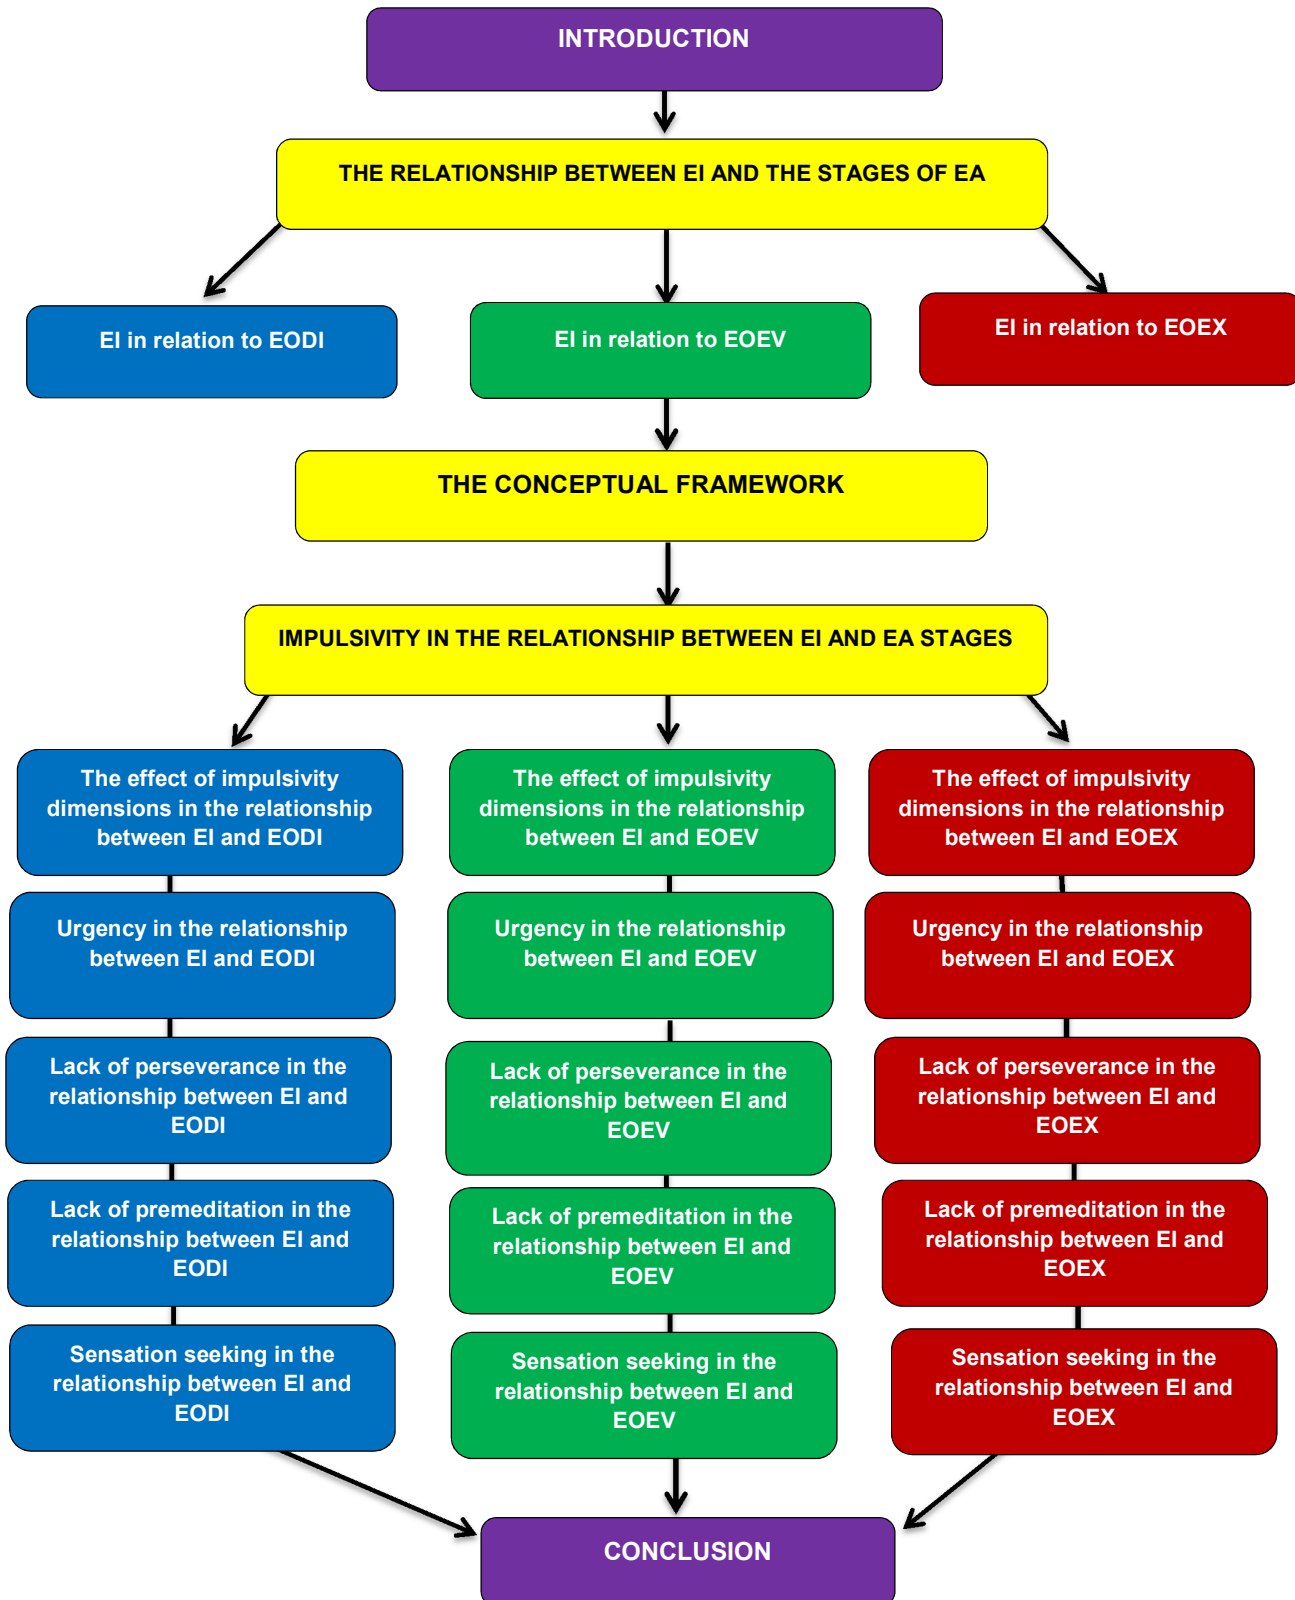 INTRODUCTION
THE RELATIONSHIP BETWEEN EI AND THE STAGES OF EA
EI in relation to EODI
EI in relation to EOEV
EI in relation to EOEX
THE CONCEPTUAL FRAMEWORK
IMPULSIVITY IN THE RELATIONSHIP BETWEEN EI AND EA STAGES
The effect of impulsivity
dimensions in the relationship
between EI and EODI
The effect of impulsivity
dimensions in the relationship
between EI and EOEV
The effect of impulsivity
dimensions in the relationship
between EI and EOEX
Urgency in the relationship
between EI and EODI
Urgency in the relationship
between EI and EOEV
Urgency in the relationship
between EI and EOEX
Lack of perseverance in the
relationship between EI and
EODI
Lack of perseverance in the
relationship between EI and
EOEV
Lack of perseverance in the
relationship between EI and
EOEX
Lack of premeditation in the
relationship between EI and
EODI
Lack of premeditation in the
relationship between EI and
EOEV
Lack of premeditation in the
relationship between EI and
EOEX
Sensation seeking in the
relationship between EI and
EODI
Sensation seeking in the
relationship between EI and
EOEV
Sensation seeking in the
relationship between EI and
EOEX
CONCLUSION